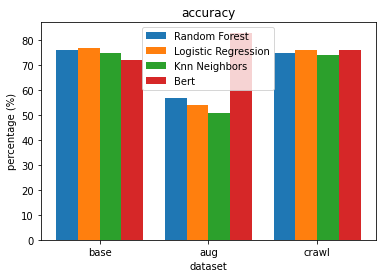 accuracy
Random Forest
Logistic Regression
Knn Neighbors
Bert
percentage (%)
80
70
60
50
40
30
20
10
0
base
aug
crawl
dataset